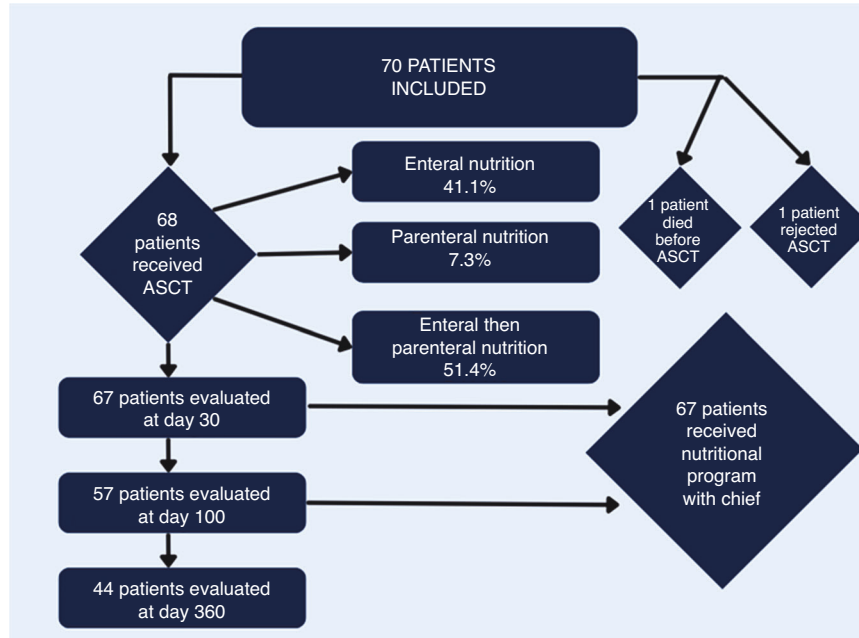 70 PATIENTS
INCLUDED
Enteral nutrition
41.1%
68
patients
received
ASCT
Parenteral nutrition
7.3%
Enteral then
parenteral nutrition
51.4%
1 patient
died
before
ASCT
1 patient
rejected
ASCT
67 patients evaluated
at day 30
67 patients
received
nutritional
program
with chief
57 patients evaluated
at day 100
44 patients evaluated
at day 360